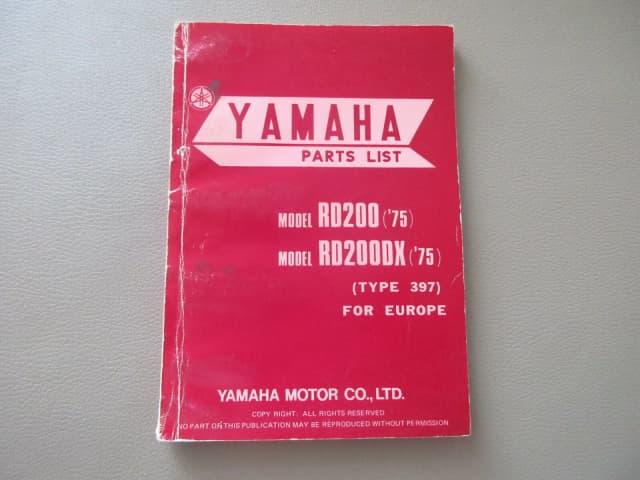 YAMAHA
PARTS LIST
MODEL RD200 ('75)
MODEL RD200DX ('75)
(TYPE 397)
FOR EUROPE
YAMAHA MOTOR CO., LTD.
COPY RIGHT: ALL RIGHTS RESERVED
NO PART OF THIS PUBLICATION MAY BE REPRODUCED WITHOUT PERMISSION